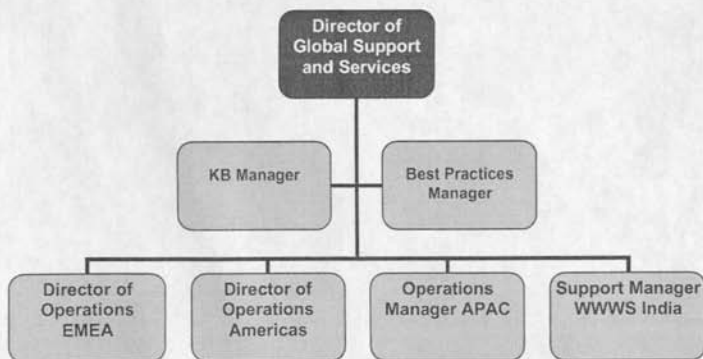 Director of
Global Support
and Services
KB Manager
Best Practices
Manager
Director of
Operations
EMEA
Director of
Operations
Americas
Operations
Manager APAC
Support Manager
WWWS India